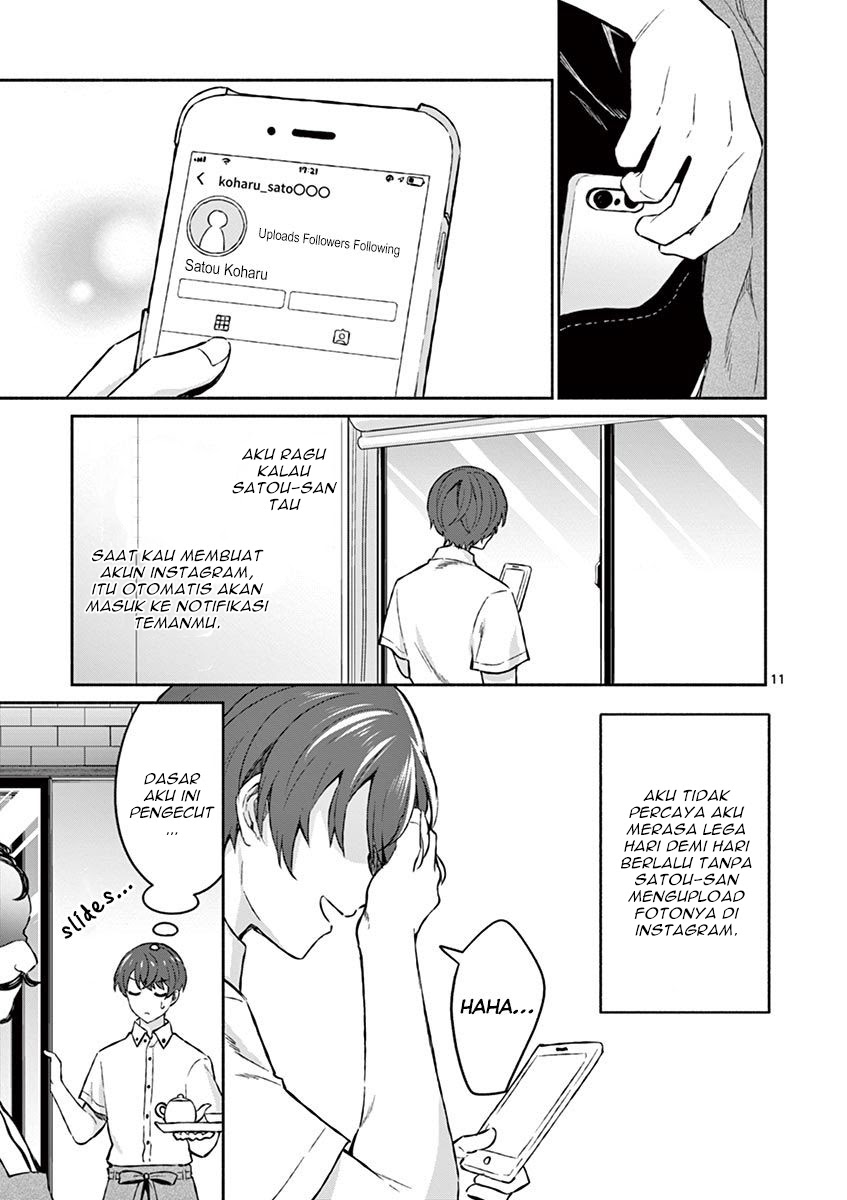 17:21
koharu_sato〇〇〇
Uploads Followers Following
Satou Koharu
AKU RAGU
KALAU
SATOU-SAN
TAU
SAAT KAU MEMBUAT
AKUN INSTAGRAM,
ITU OTOMATIS AKAN
MASUK KE NOTIFIKASI
TEMANMU.
11
AKU TIDAK
PERCAYA AKU
MERASA LEGA
HARI DEMI HARI
BERLALU TANPA
SATOU-SAN
MENGUPLOAD
FOTONYA DI
INSTAGRAM.
HAHA...
DASAR
AKU INI
PENGECUT
...
slides...